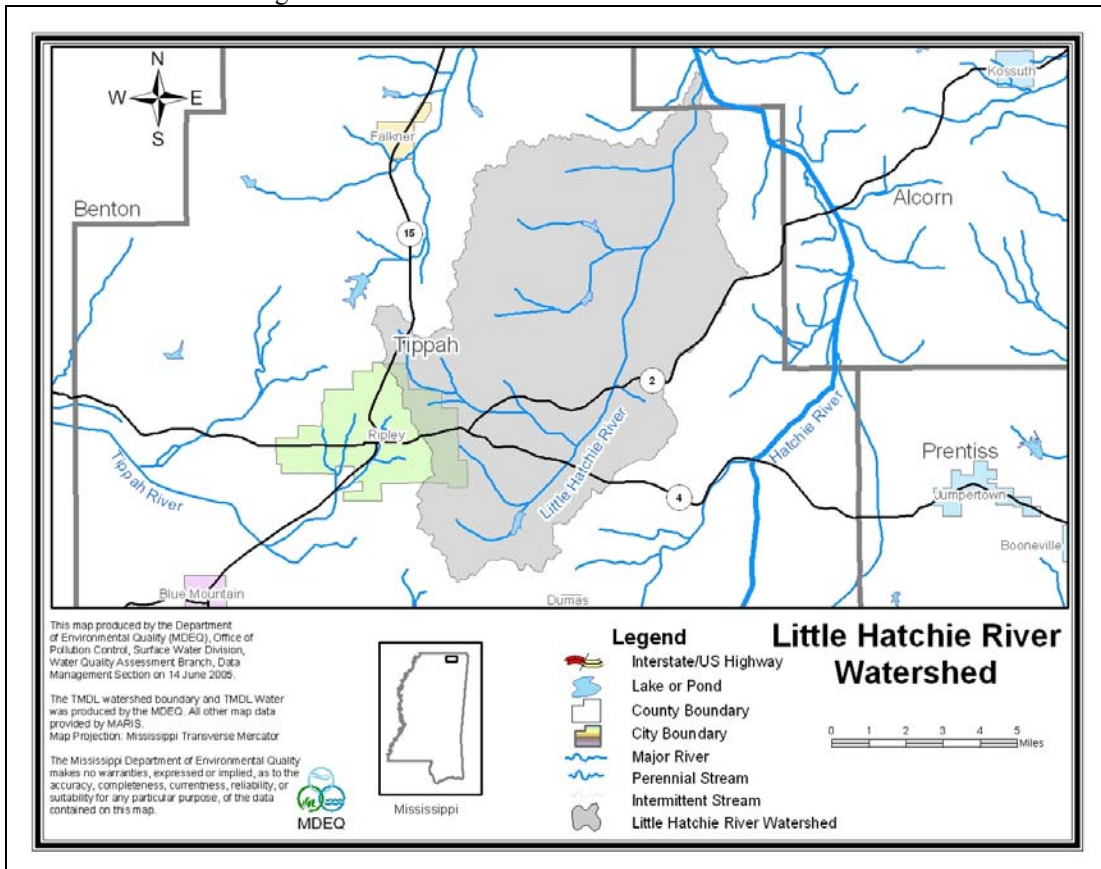 N
W E
S
Kossuth
Falkner
Benton
Alcorn
15
Tippah
2
Ripley
Little Hatchie River
Hatchie River
Tippah River
Prentiss
4
Jumpertown
Booneville
Blue Mountain
Dumas
This map produced by the Department
of Environmental Quality (MDEQ), Office of
Pollution Control, Surface Water Division,
Water Quality Assessment Branch, Data
Management Section on 14 June 2005.
The TMDL watershed boundary and TMDL Water
was produced by the MDEQ. All other map data
provided by MARIS.
Map Projection: Mississippi Transverse Mercator
The Mississippi Department of Environmental Quality
makes no warranties, expressed or implied, as to the
accuracy, completeness, currentness, reliability, or
suitability for any particular purpose, of the data
contained on this map.
MDEQ
Mississippi
Legend
Interstate/US Highway
Lake or Pond
County Boundary
City Boundary
Major River
Perennial Stream
Intermittent Stream
Little Hatchie River Watershed
Little Hatchie River
Watershed
0 1 2 3 4 5
Miles